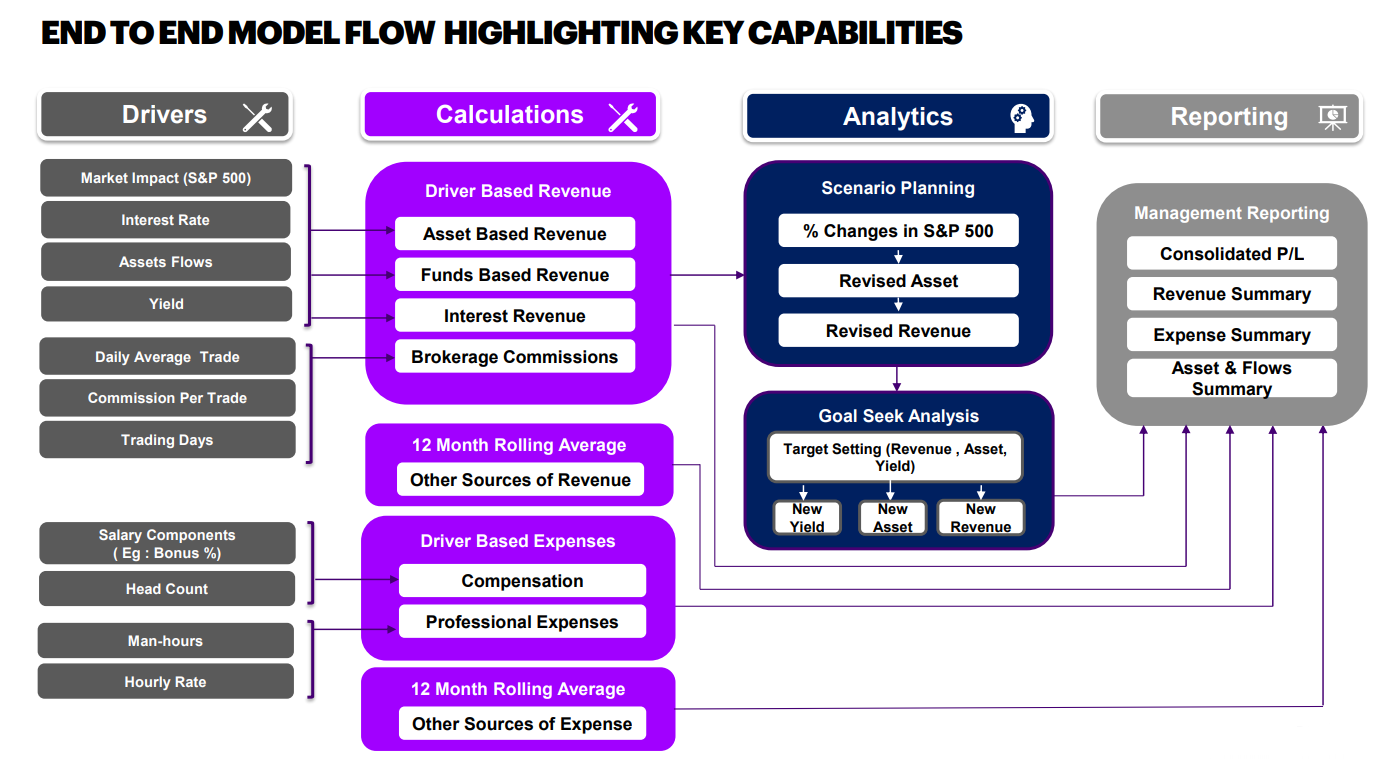 END TO END MODEL FLOW HIGHLIGHTING KEY CAPABILITIES
Drivers
Market Impact (S&P 500)
Interest Rate
Assets Flows
Yield
Daily Average Trade
Commission Per Trade
Trading Days
Salary Components
( Eg : Bonus %)
Head Count
Man-hours
Hourly Rate
Calculations
Driver Based Revenue
Asset Based Revenue
Funds Based Revenue
Interest Revenue
Brokerage Commissions
12 Month Rolling Average
Other Sources of Revenue
Driver Based Expenses
Compensation
Professional Expenses
12 Month Rolling Average
Other Sources of Expense
Analytics
Scenario Planning
% Changes in S&P 500
Revised Asset
Revised Revenue
Goal Seek Analysis
Target Setting (Revenue , Asset,
Yield)
New
Yield
New
Asset
New
Revenue
Reporting
Management Reporting
Consolidated P/L
Revenue Summary
Expense Summary
Asset & Flows
Summary